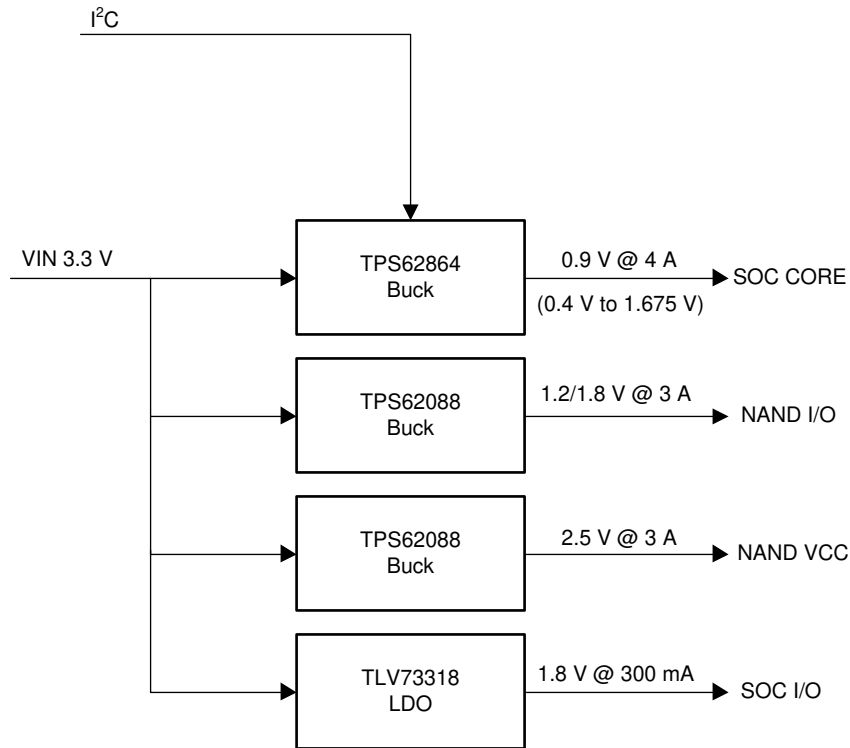 I²C
VIN 3.3 V
TPS62864
Buck
0.9 V @ 4 A
(0.4 V to 1.675 V)
SOC CORE
TPS62088
Buck
1.2/1.8 V @ 3 A
NAND I/O
TPS62088
Buck
2.5 V @ 3 A
NAND VCC
TLV73318
LDO
1.8 V @ 300 mA
SOC I/O